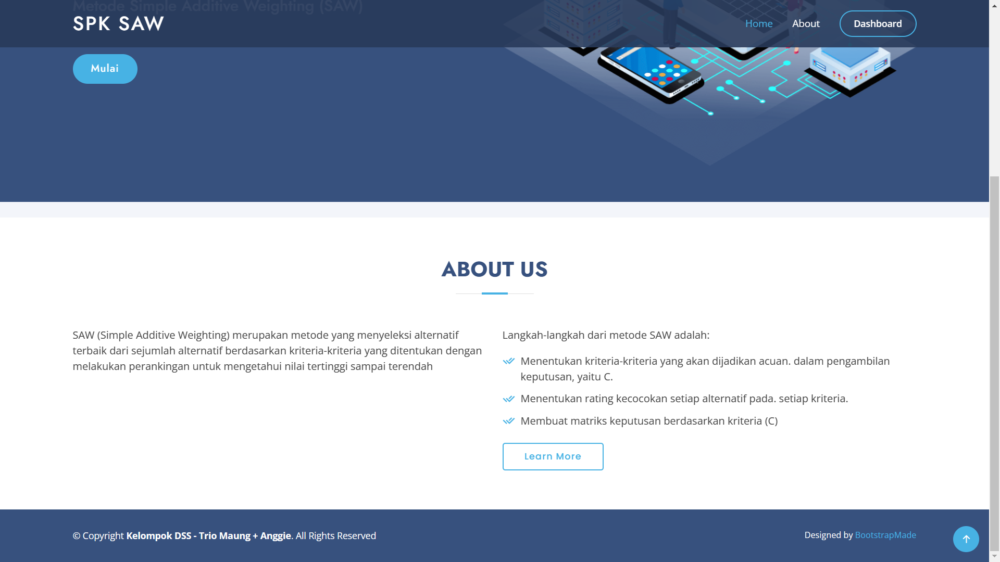 Metode Simple Additive Weighting (SAW)
SPK SAW
Home
About
Dashboard
Mulai
ABOUT US
SAW (Simple Additive Weighting) merupakan metode yang menyeleksi alternatif
terbaik dari sejumlah alternatif berdasarkan kriteria-kriteria yang ditentukan dengan
melakukan perankingan untuk mengetahui nilai tertinggi sampai terendah
Langkah-langkah dari metode SAW adalah:
Menentukan kriteria-kriteria yang akan dijadikan acuan. dalam pengambilan
keputusan, yaitu C.
Menentukan rating kecocokan setiap alternatif pada. setiap kriteria.
Membuat matriks keputusan berdasarkan kriteria (C)
Learn More
© Copyright Kelompok DSS - Trio Maung + Anggie. All Rights Reserved
Designed by BootstrapMade